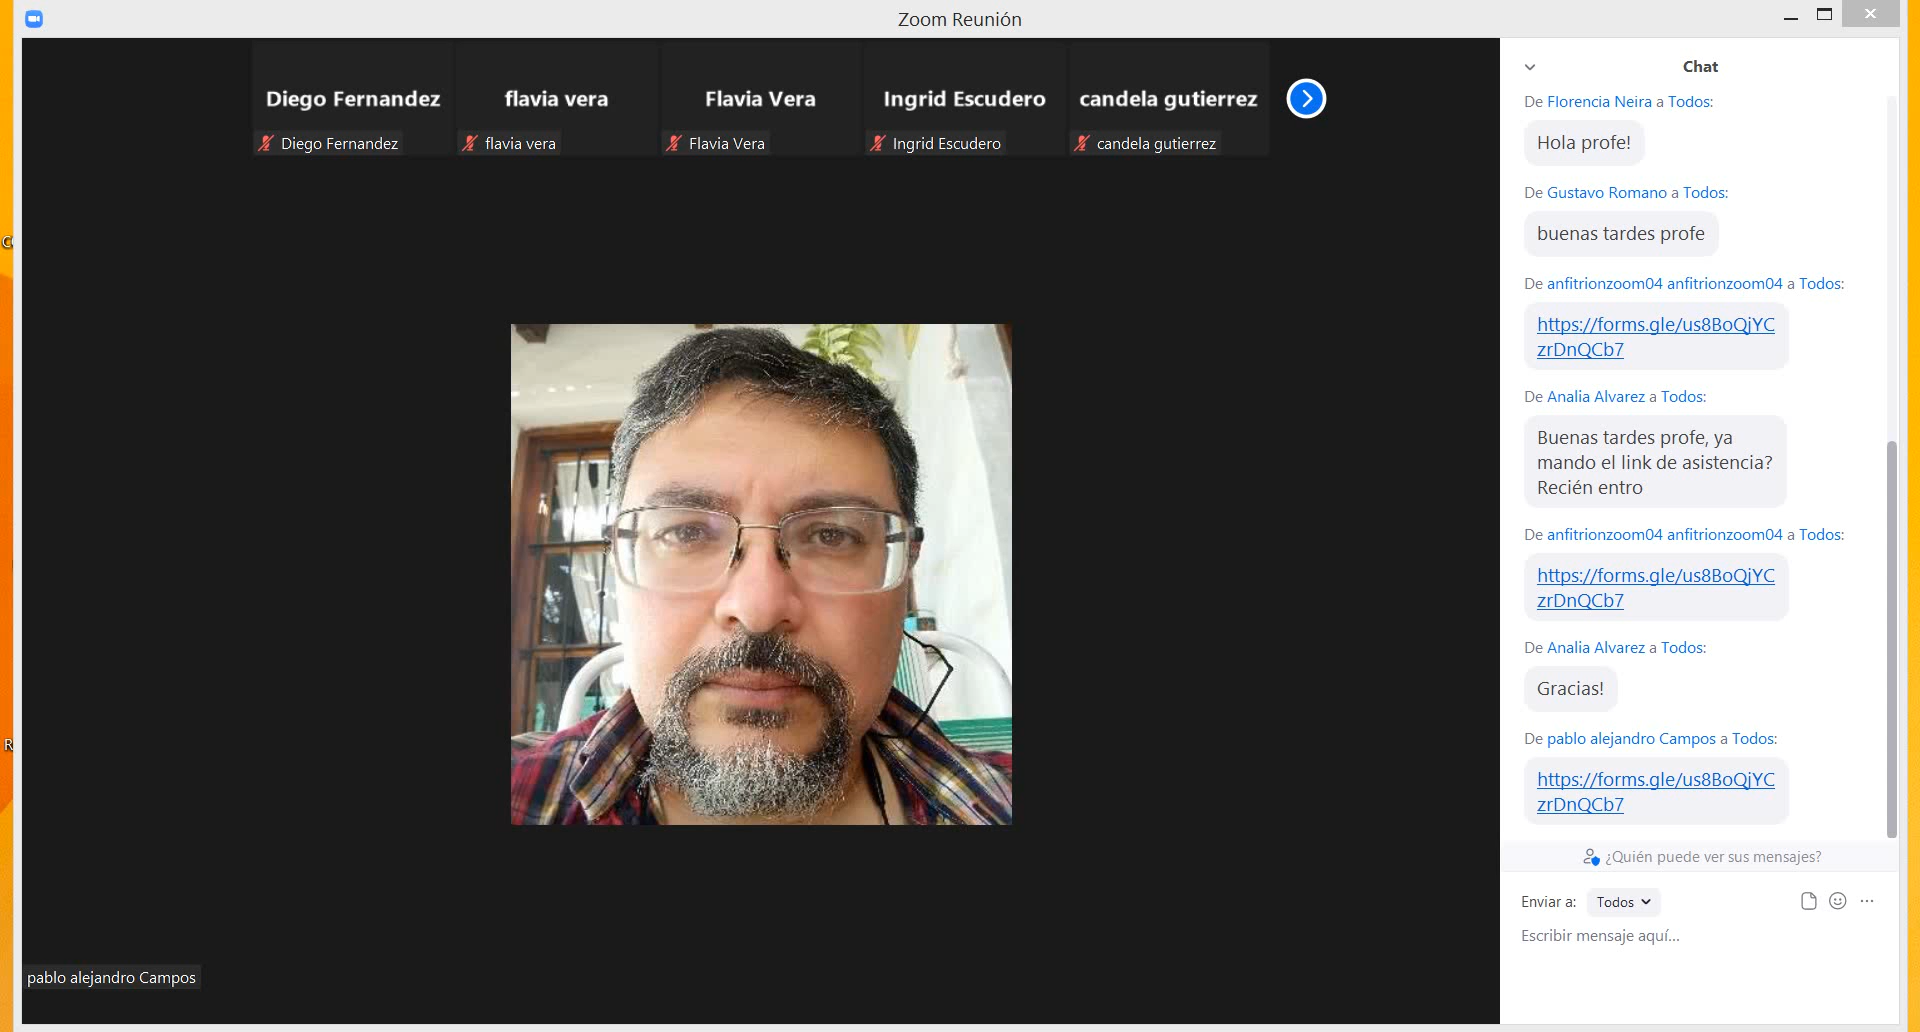 Zoom Reunión
Diego Fernandez
flavia vera
Flavia Vera
Ingrid Escudero
candela gutierrez
Diego Fernandez
flavia vera
Flavia Vera
Ingrid Escudero
candela gutierrez
pablo alejandro Campos
Chat
De Florencia Neira a Todos:
Hola profe!
De Gustavo Romano a Todos:
buenas tardes profe
De anfitrionzoom04 anfitrionzoom04 a Todos:
https://forms.gle/us8BoQjYC
zrDnQCb7
De Analia Alvarez a Todos:
Buenas tardes profe, ya
mando el link de asistencia?
Recién entro
De anfitrionzoom04 anfitrionzoom04 a Todos:
https://forms.gle/us8BoQjYC
zrDnQCb7
De Analia Alvarez a Todos:
Gracias!
De pablo alejandro Campos a Todos:
https://forms.gle/us8BoQjYC
zrDnQCb7
¿Quién puede ver sus mensajes?
Enviar a: Todos
Escribir mensaje aquí...